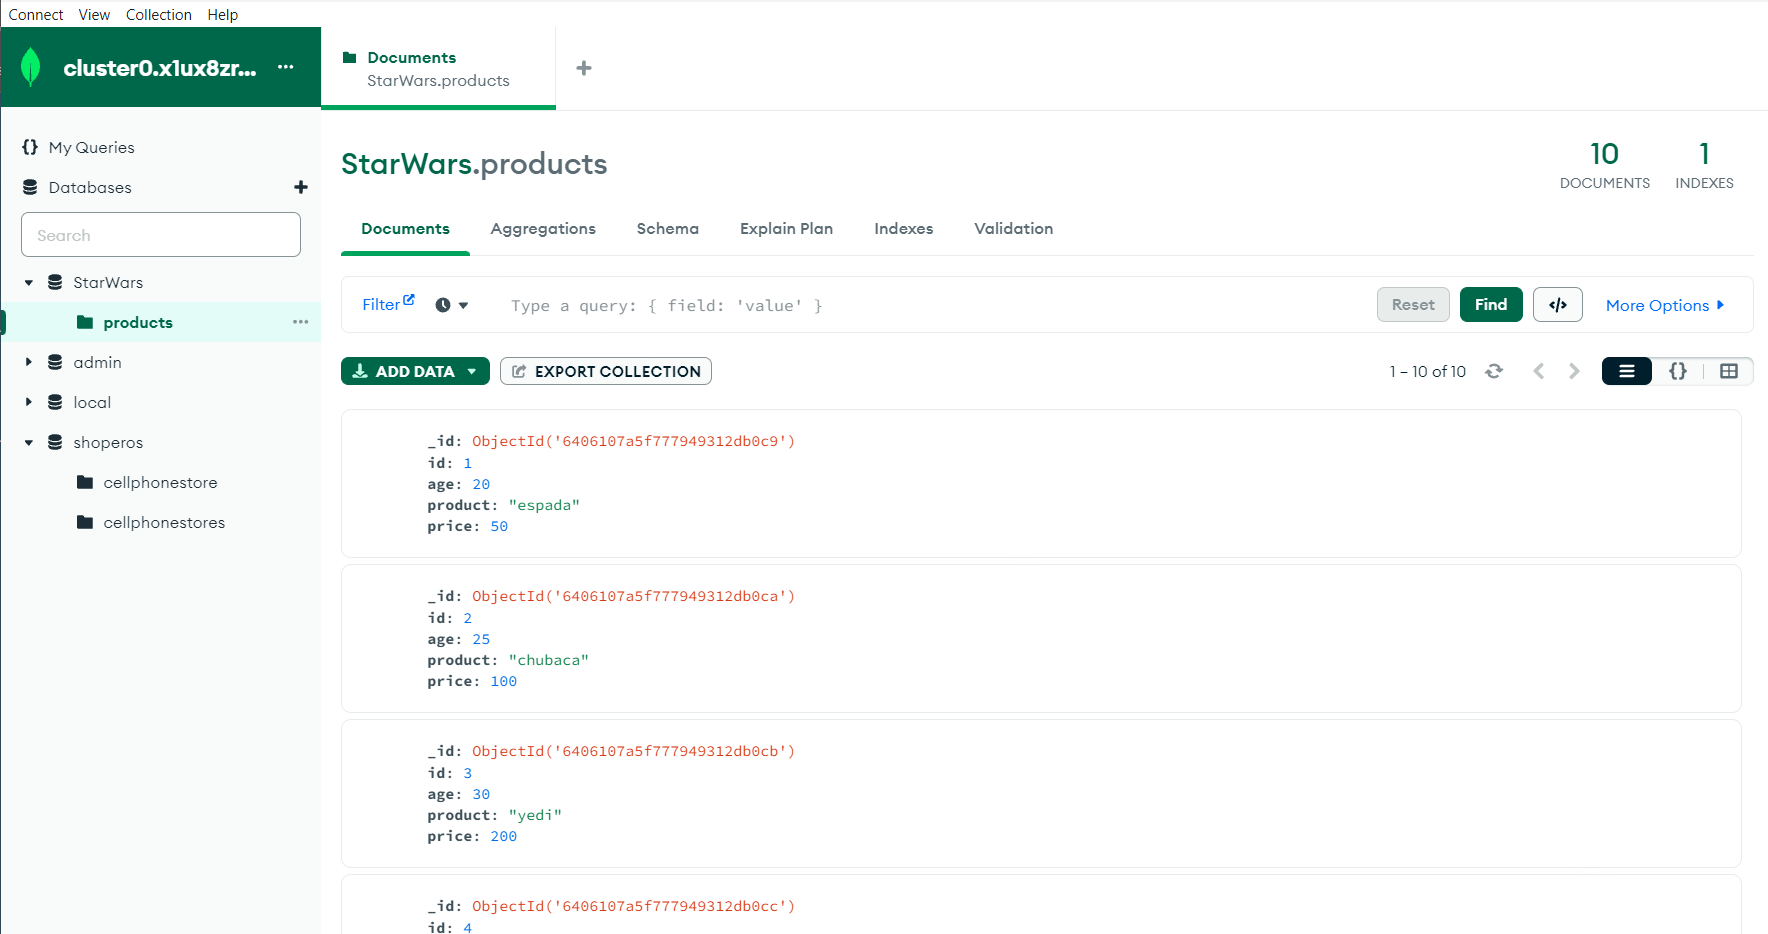 Connect View Collection Help
cluster0.x1ux8zr... ...
Documents
StarWars.products
My Queries
Databases
Search
StarWars
products ...
admin
local
shoperos
cellphonestore
cellphonestores
StarWars.products
10
DOCUMENTS
1
INDEXES
Documents Aggregations Schema Explain Plan Indexes Validation
Filter Type a query: { field: 'value' } Reset Find </> More Options
ADD DATA EXPORT COLLECTION 1 – 10 of 10 {}
_id: ObjectId('6406107a5f777949312db0c9')
id: 1
age: 20
product: "espada"
price: 50
_id: ObjectId('6406107a5f777949312db0ca')
id: 2
age: 25
product: "chubaca"
price: 100
_id: ObjectId('6406107a5f777949312db0cb')
id: 3
age: 30
product: "yedi"
price: 200
_id: ObjectId('6406107a5f777949312db0cc')
id: 4